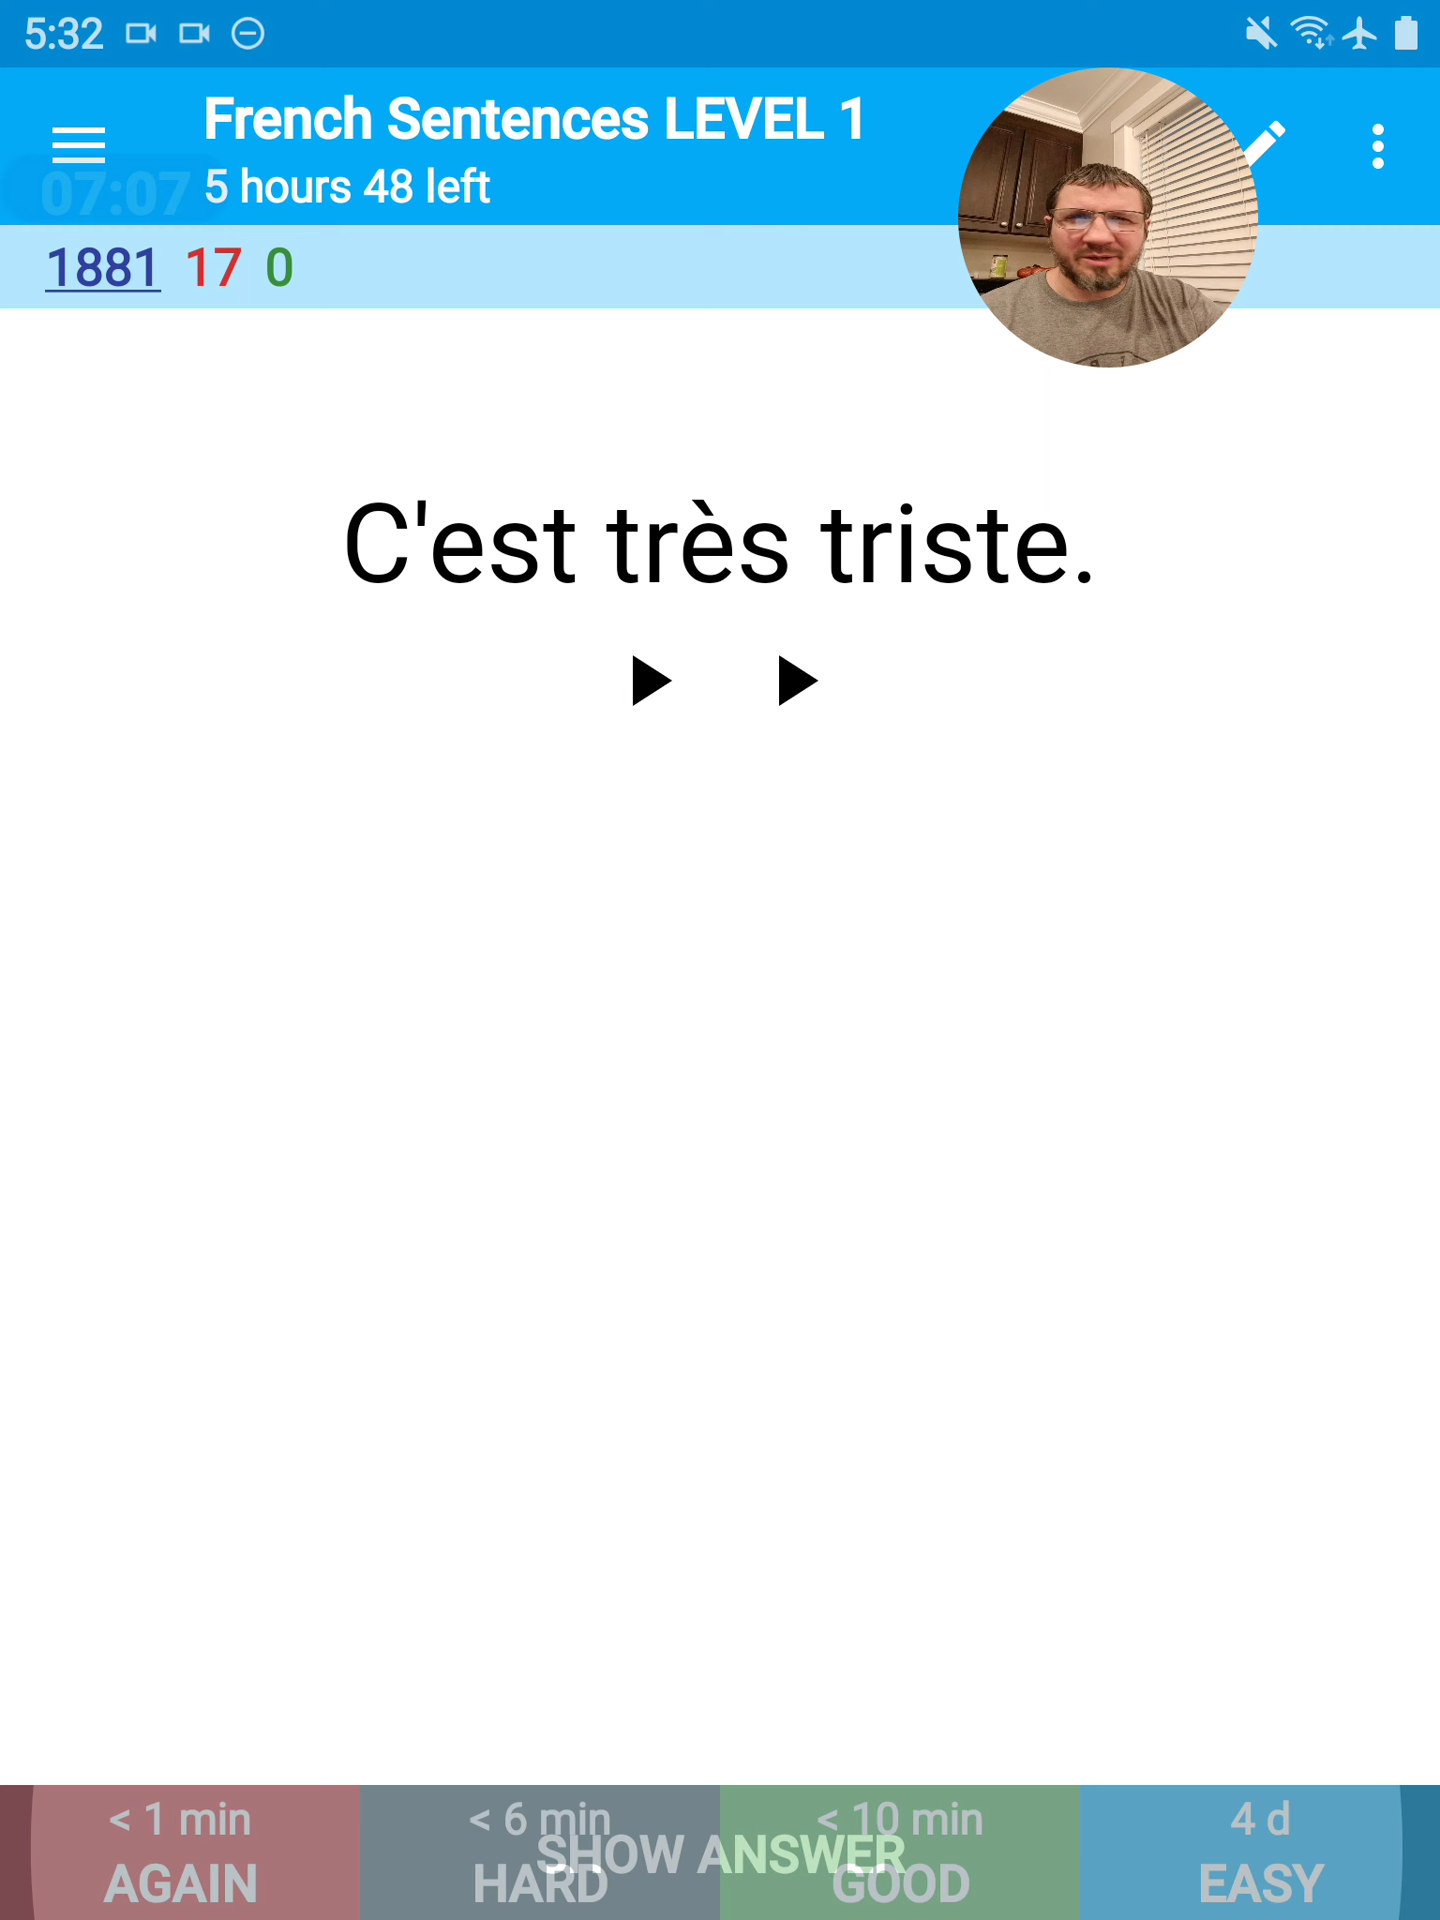 5:32
French Sentences LEVEL 1
07:07
5 hours 48 left
1881 17 0
C'est très triste.
< 1 min < 6 min < 10 min 4 d
SHOW ANSWER
AGAIN HARD GOOD EASY